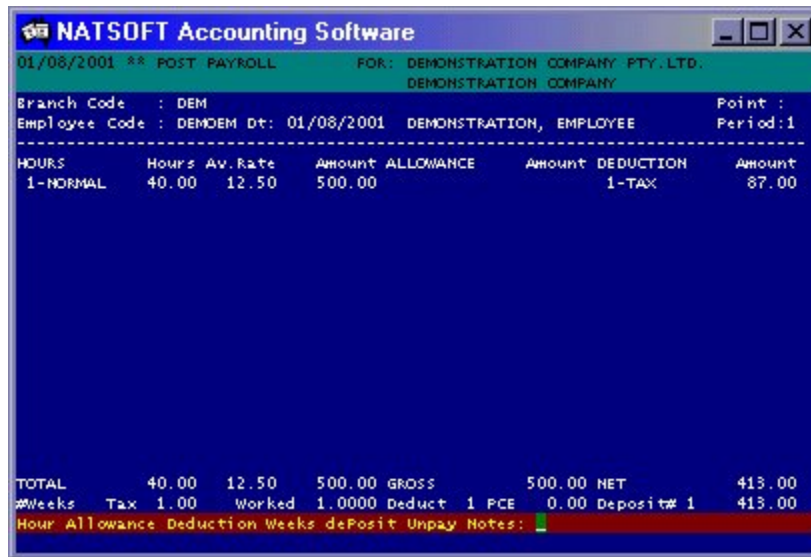 NATSOFT Accounting Software
01/08/2001 ** POST PAYROLL FOR: DEMONSTRATION COMPANY PTY.LTD.
DEMONSTRATION COMPANY
Branch Code : DEM Point :
Employee Code : DEMOEM Dt: 01/08/2001 DEMONSTRATION, EMPLOYEE Period:1
HOURS Hours Av.Rate Amount ALLOWANCE Amount DEDUCTION Amount
1-NORMAL 40.00 12.50 500.00 1-TAX 87.00
TOTAL 40.00 12.50 500.00 GROSS 500.00 NET 413.00
#Weeks Tax 1.00 Worked 1.0000 Deduct 1 PCE 0.00 Deposit# 1 413.00
Hour Allowance Deduction Weeks dePosit Unpay Notes: